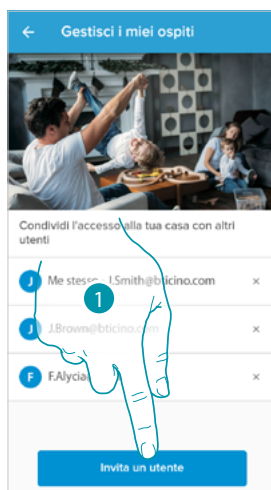 Gestisci i miei ospiti
Condividi l'accesso alla tua casa con altri
utenti
J Me stesso - J.Smith@bticino.com ×
1
J J.Brown@bticino.com ×
F F.Alycia ×
Invita un utente